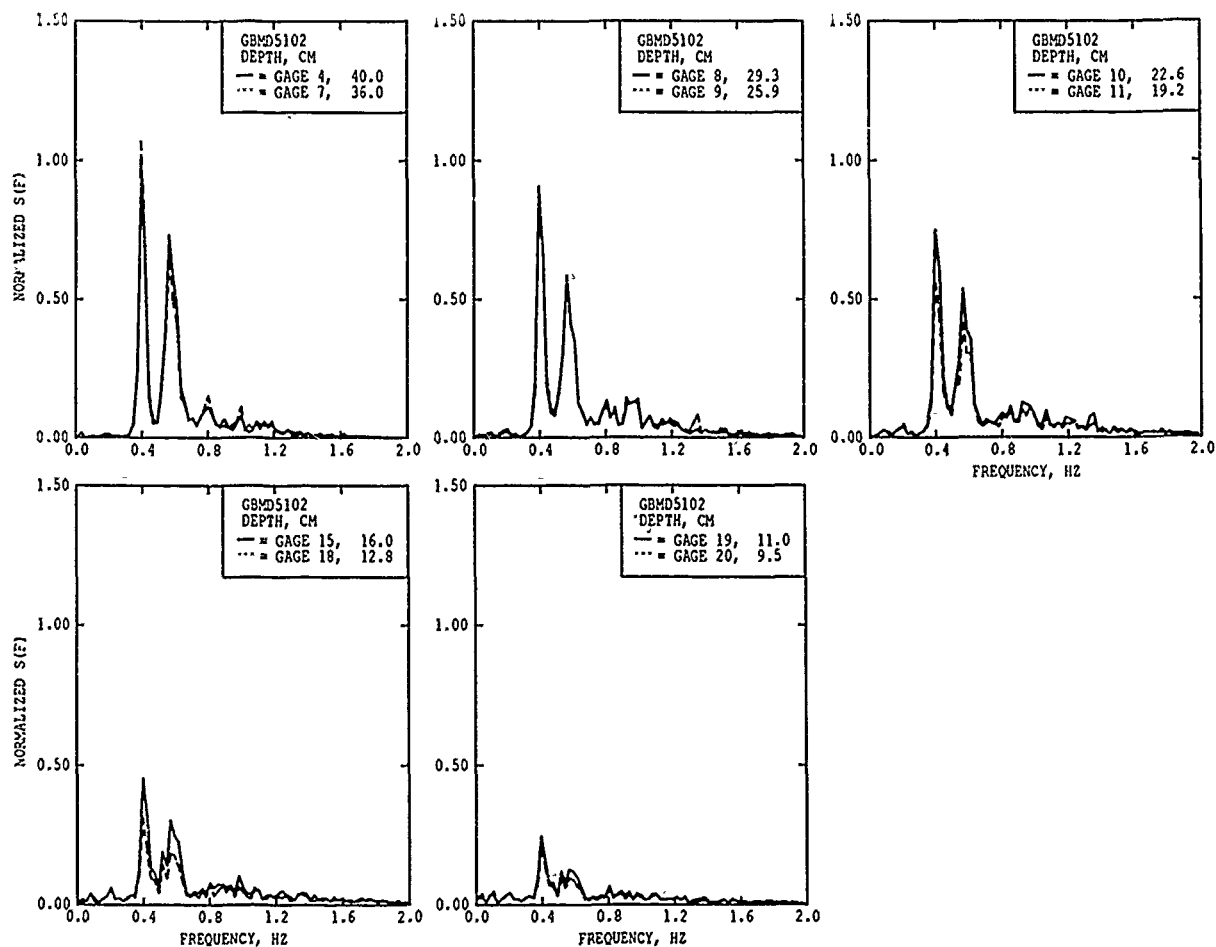 1.50
1.00
0.50
0.00
NORMALIZED S(F)
GBMD5102
DEPTH, CM
— = GAGE 4, 40.0
--- = GAGE 7, 36.0
0.0 0.4 0.8 1.2 1.6 2.0
1.50
1.00
0.50
0.00
GBMD5102
DEPTH, CM
— = GAGE 8, 29.3
--- = GAGE 9, 25.9
0.0 0.4 0.8 1.2 1.6 2.0
1.50
1.00
0.50
0.00
GBMD5102
DEPTH, CM
— = GAGE 10, 22.6
--- = GAGE 11, 19.2
0.0 0.4 0.8 1.2 1.6 2.0
FREQUENCY, HZ
1.50
1.00
0.50
0.00
NORMALIZED S(F)
GBMD5102
DEPTH, CM
— = GAGE 15, 16.0
--- = GAGE 18, 12.8
0.0 0.4 0.8 1.2 1.6 2.0
FREQUENCY, HZ
1.50
1.00
0.50
0.00
GBMD5102
DEPTH, CM
— = GAGE 19, 11.0
--- = GAGE 20, 9.5
0.0 0.4 0.8 1.2 1.6 2.0
FREQUENCY, HZ